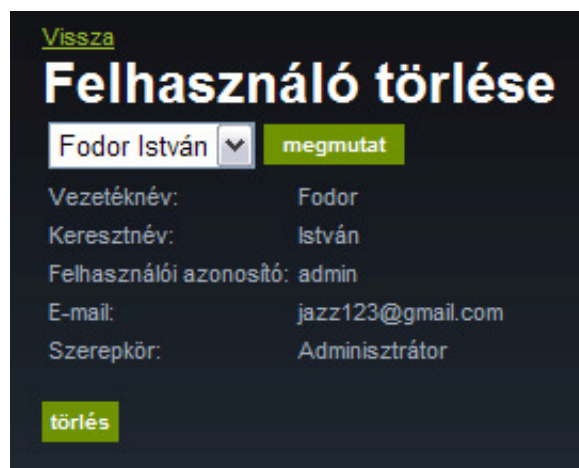 Vissza
Felhasználó törlése
Fodor István megmutat
Vezetéknév: Fodor
Keresztnév: István
Felhasználói azonosító: admin
E-mail: jazz123@gmail.com
Szerepkör: Adminisztrátor
törlés